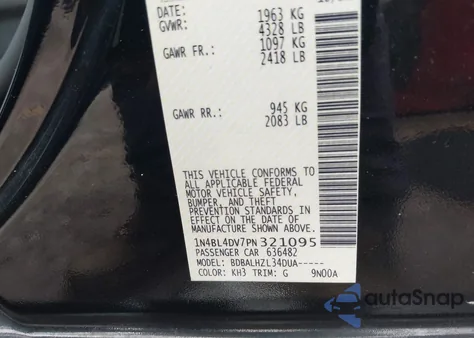 DATE:
1963 KG
GVWR: 4328 LB
GAWR FR.: 1097 KG
2418 LB
GAWR RR.: 945 KG
2083 LB
THIS VEHICLE CONFORMS TO
ALL APPLICABLE FEDERAL
MOTOR VEHICLE SAFETY,
BUMPER, AND THEFT
PREVENTION STANDARDS IN
EFFECT ON THE DATE OF
MANUFACTURE SHOWN ABOVE.
1N4BL4DV7PN321095
PASSENGER CAR 636482
MODEL: BDBALHZL34DUA-----
COLOR: KH3 TRIM: G 9N00A
autoSnap